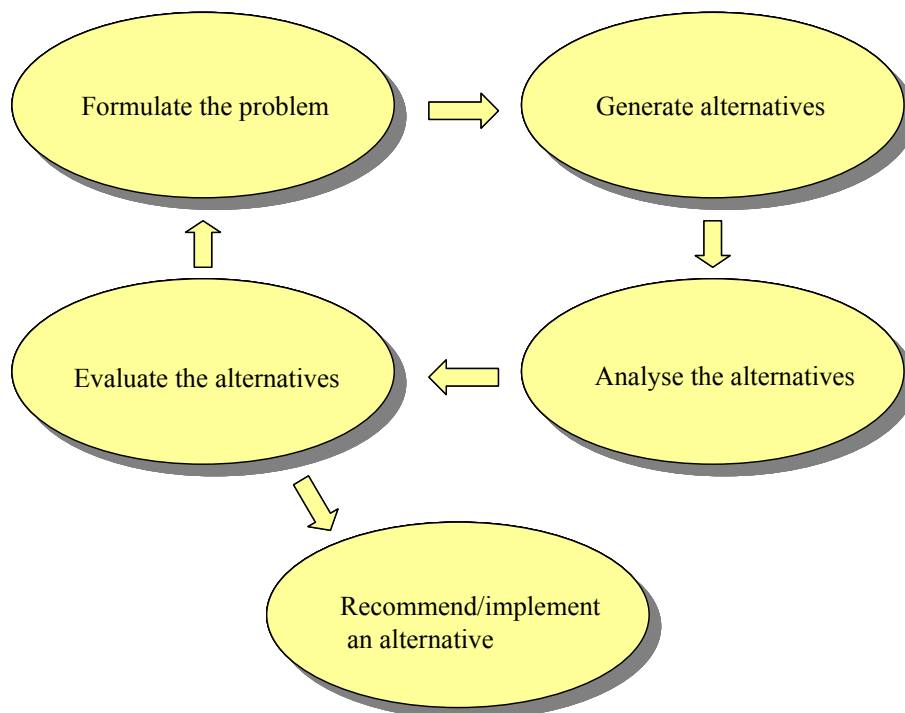 Formulate the problem
Generate alternatives
Evaluate the alternatives
Analyse the alternatives
Recommend/implement
an alternative